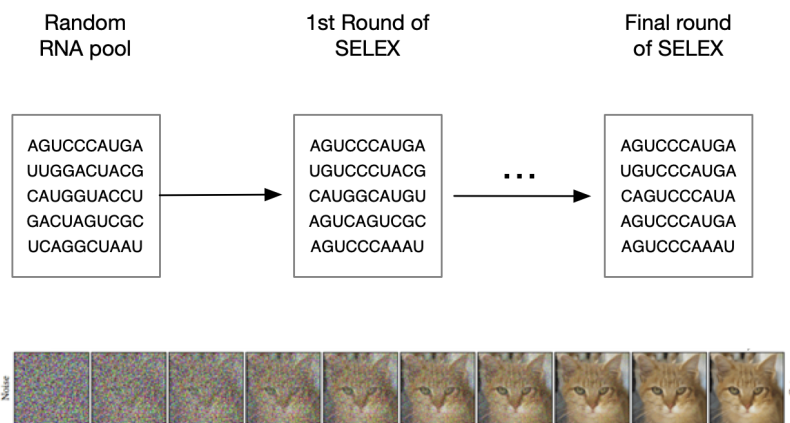 Random
RNA pool
1st Round of
SELEX
Final round
of SELEX
AGUCCCAUGA
UUGGACUACG
CAUGGUACCU
GACUAGUCGC
UCAGGCUAAU
AGUCCCAUGA
UGUCCCUACG
CAUGGCAUGU
AGUCAGUCGC
AGUCCCAAAU
...
AGUCCCAUGA
UGUCCCAUGA
CAGUCCCAUA
AGUCCCAUGA
AGUCCCAAAU
Noise